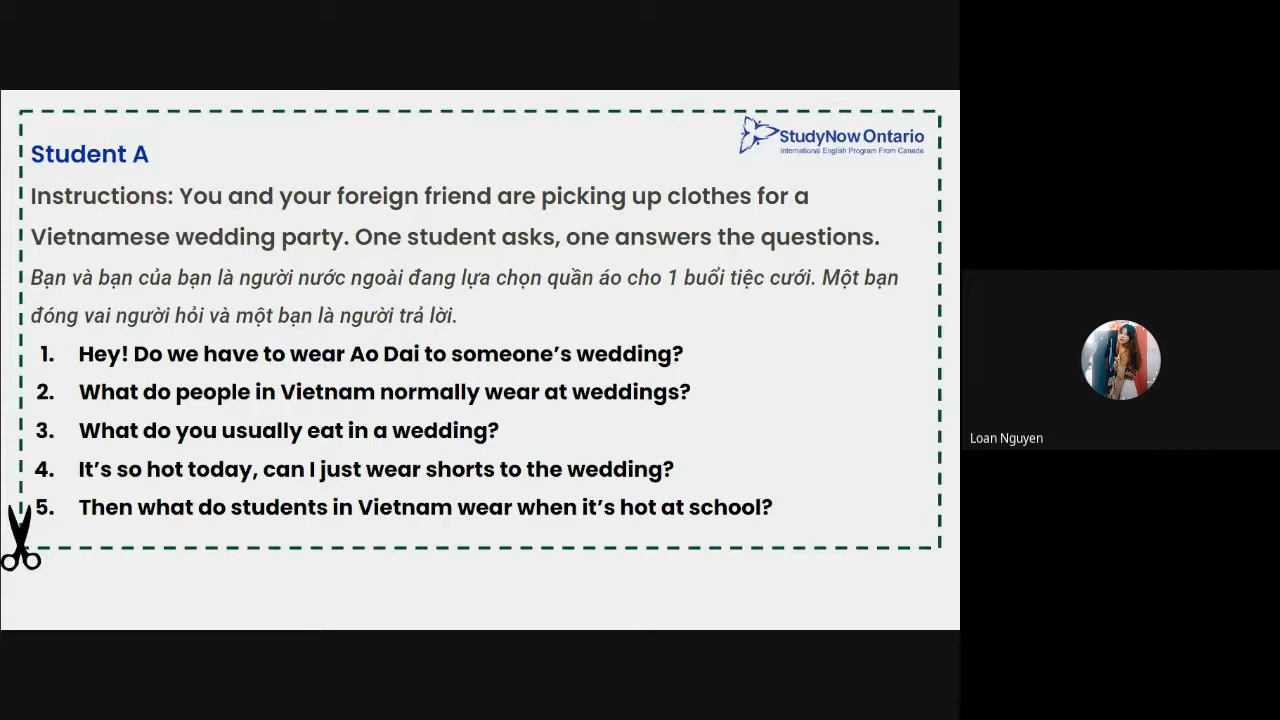 StudyNow Ontario
International English Program From Canada
Student A
Instructions: You and your foreign friend are picking up clothes for a
Vietnamese wedding party. One student asks, one answers the questions.
Bạn và bạn của bạn là người nước ngoài đang lựa chọn quần áo cho 1 buổi tiệc cưới. Một bạn
đóng vai người hỏi và một bạn là người trả lời.
1. Hey! Do we have to wear Ao Dai to someone's wedding?
2. What do people in Vietnam normally wear at weddings?
3. What do you usually eat in a wedding?
4. It's so hot today, can I just wear shorts to the wedding?
5. Then what do students in Vietnam wear when it's hot at school?
Loan Nguyen